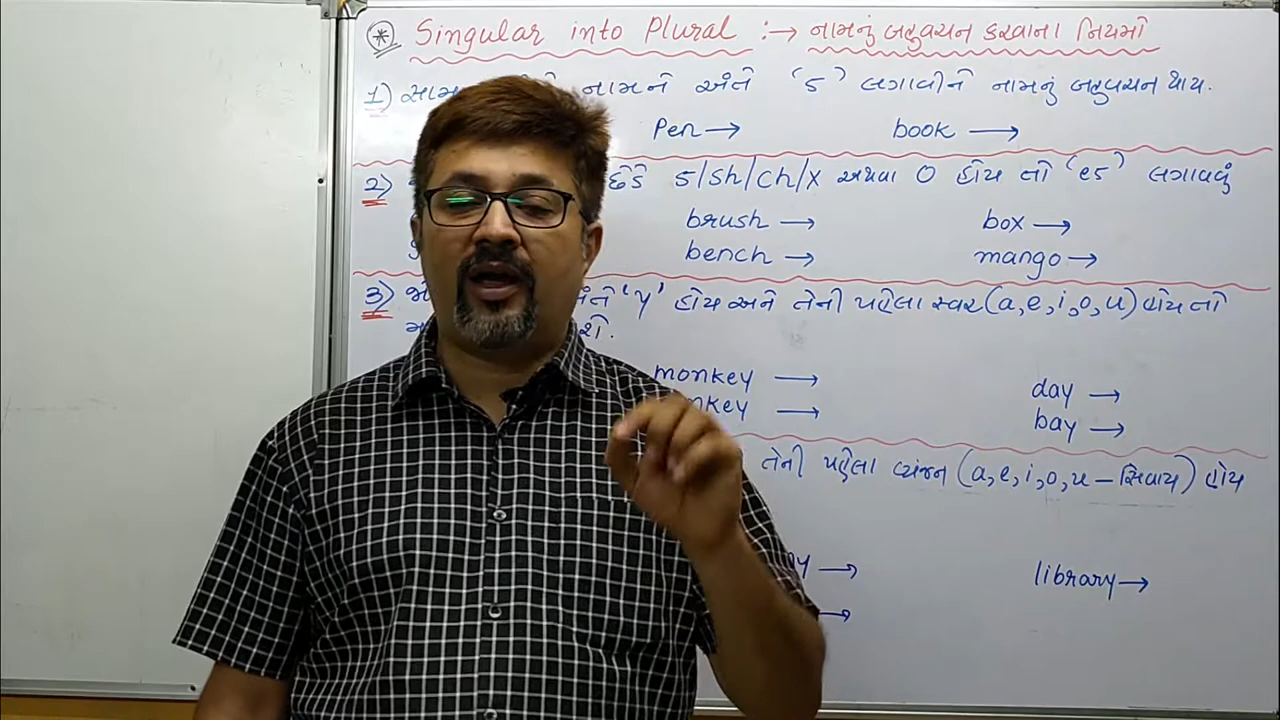 * Singular into Plural :→ નામનું બહુવચન કરવાના નિયમો
1) નામને અંતે 's' લગાવીને નામનું બહુવચન થાય.
Pen → book →
2) છેડે s/sh/ch/x અથવા o હોય તો 'es' લગાવવું
brush → box →
bench → mango →
3) 'y' હોય અને તેની પહેલા સ્વર (a,e,i,o,u) હોય તો
monkey → day →
nkey → bay →
તેની પહેલા વ્યંજન (a,e,i,o,u – સિવાય) હોય
y → library →
→